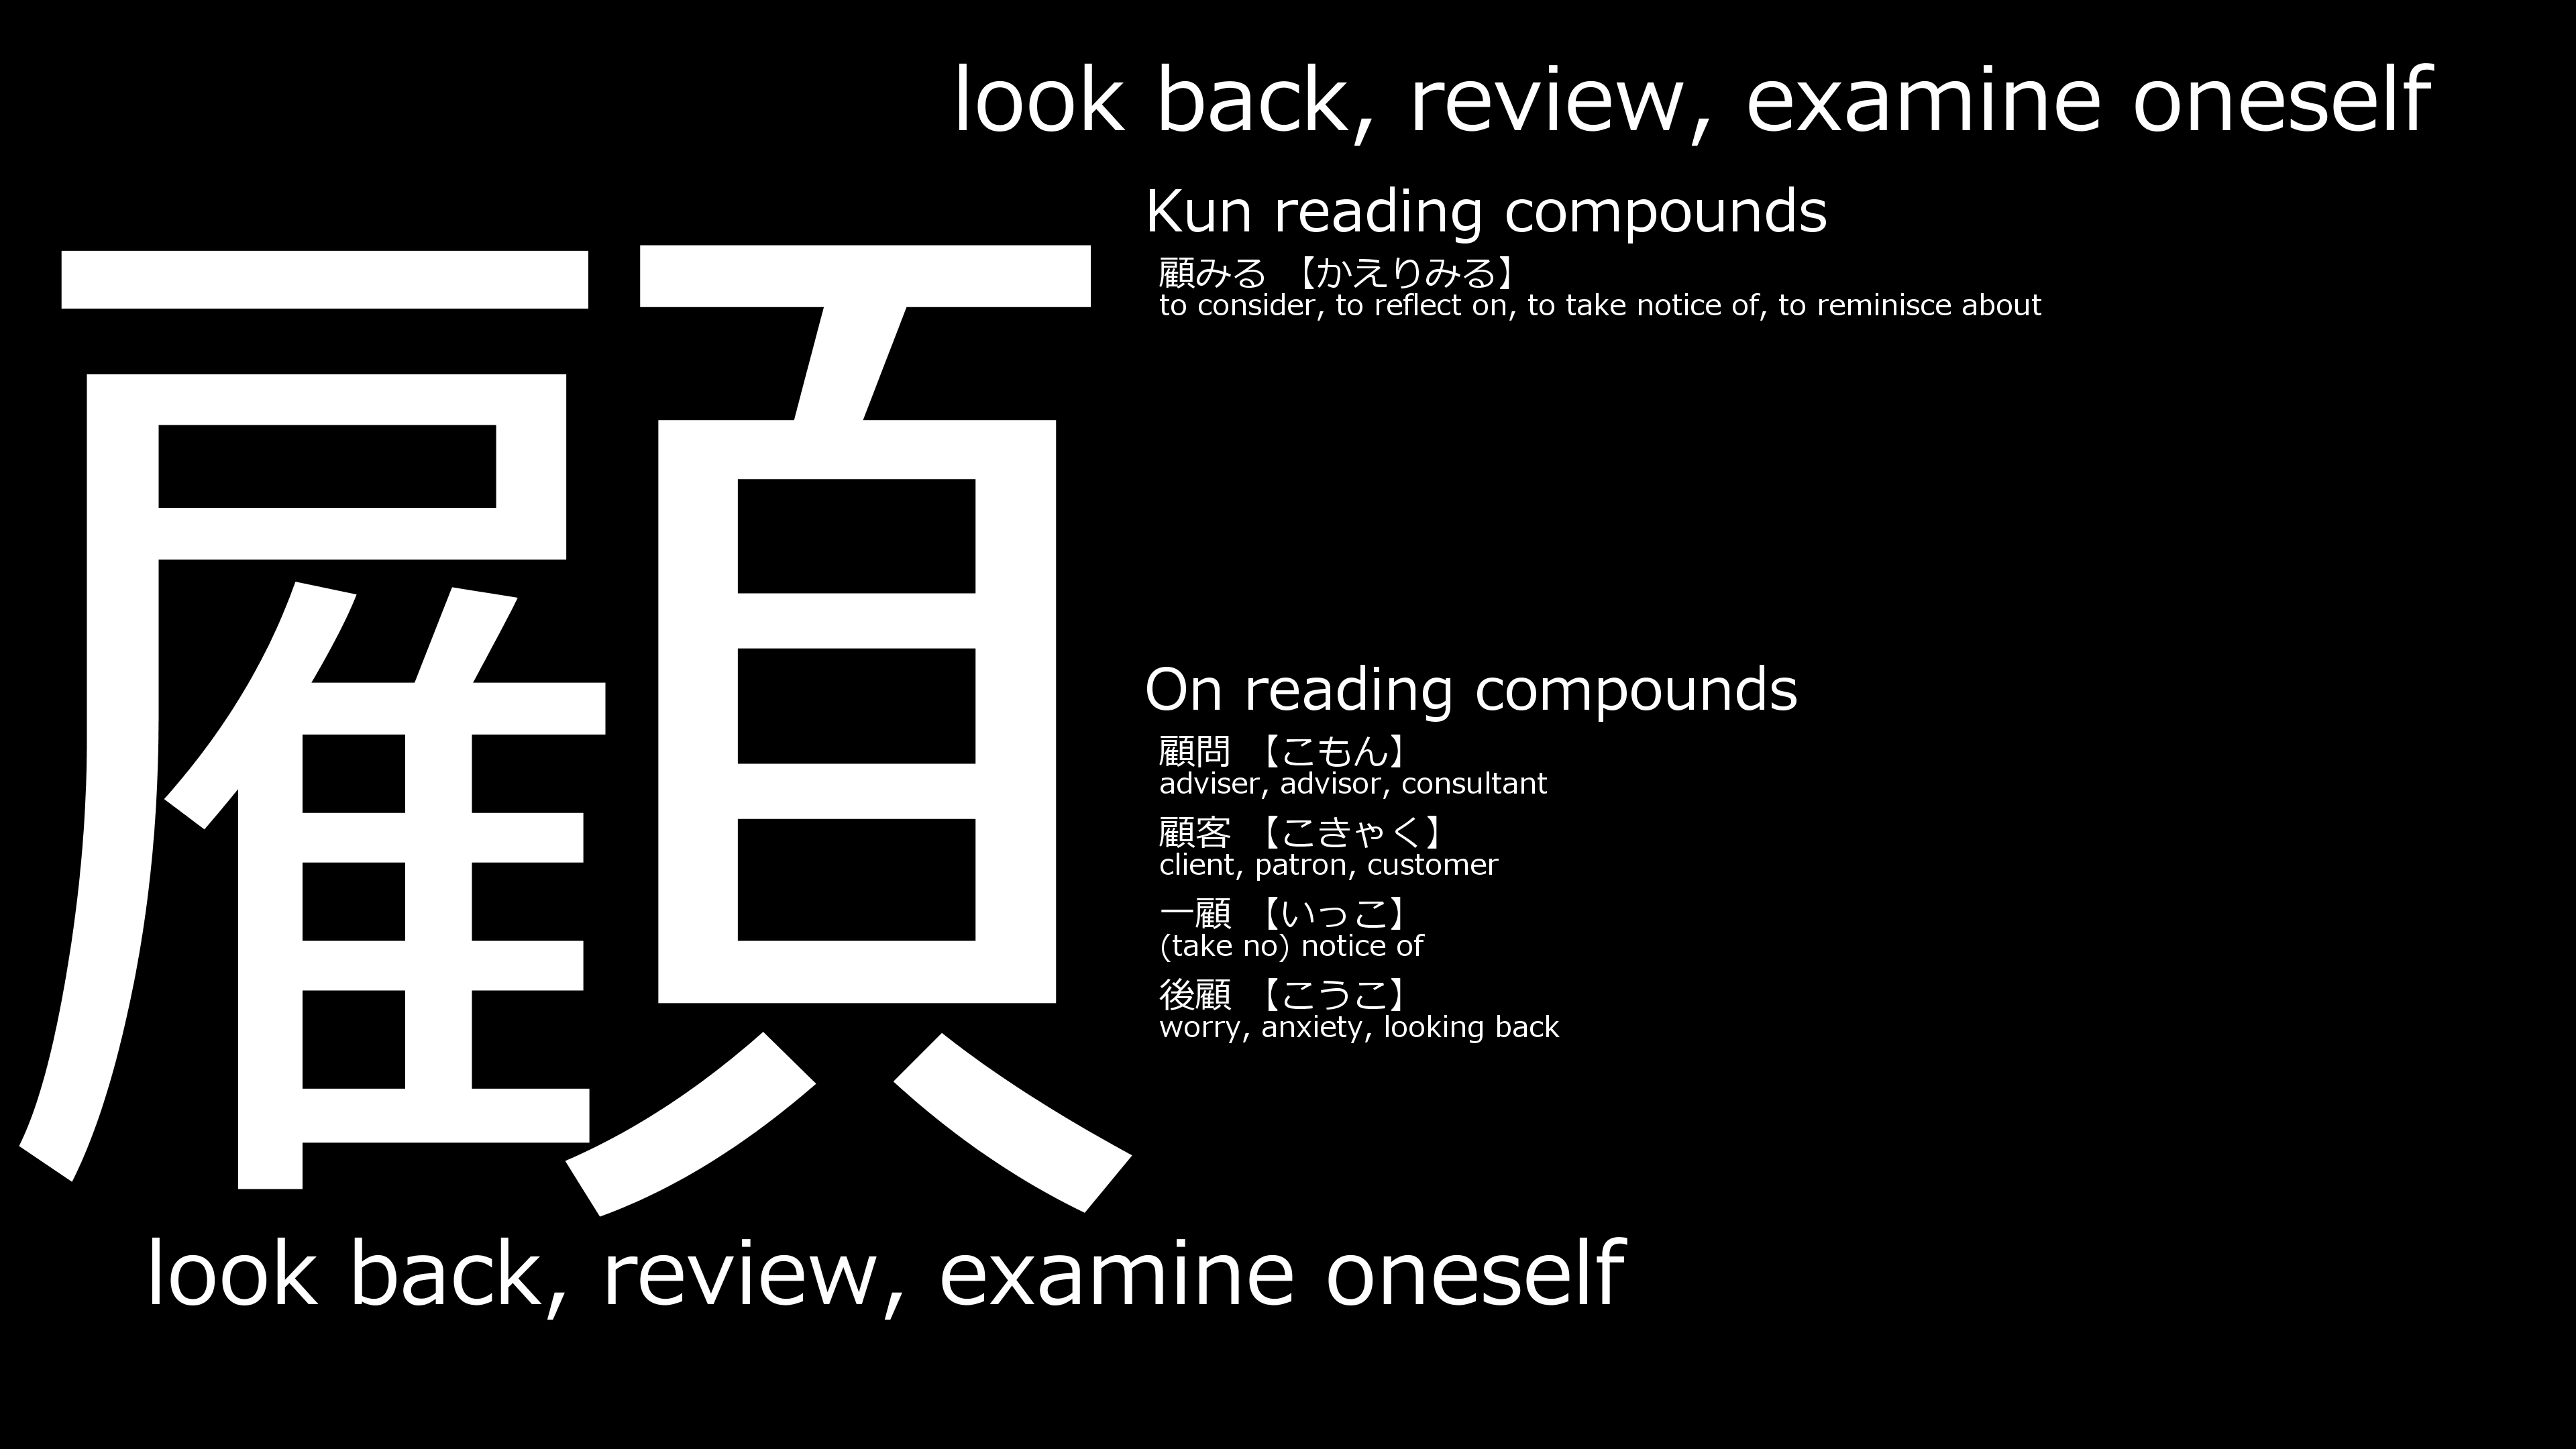 look back, review, examine oneself
顧
Kun reading compounds
顧みる 【かえりみる】
to consider, to reflect on, to take notice of, to reminisce about
On reading compounds
顧問 【こもん】
adviser, advisor, consultant
顧客 【こきゃく】
client, patron, customer
一顧 【いっこ】
(take no) notice of
後顧 【こうこ】
worry, anxiety, looking back
look back, review, examine oneself